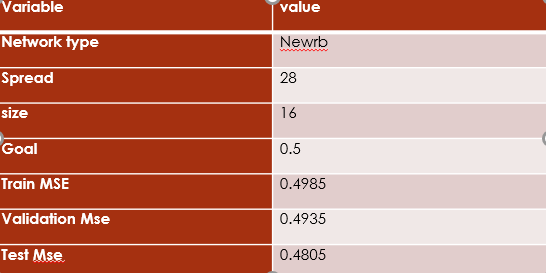 Variable value
Network type Newrb
Spread 28
size 16
Goal 0.5
Train MSE 0.4985
Validation Mse 0.4935
Test Mse 0.4805